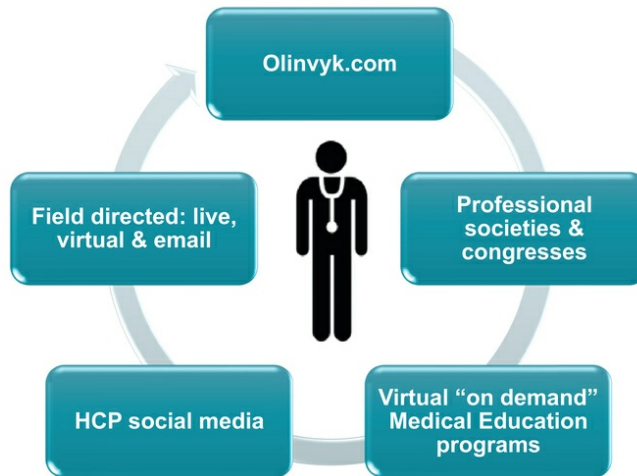 Olinvyk.com
Professional
societies &
congresses
Virtual “on demand”
Medical Education
programs
HCP social media
Field directed: live,
virtual & email